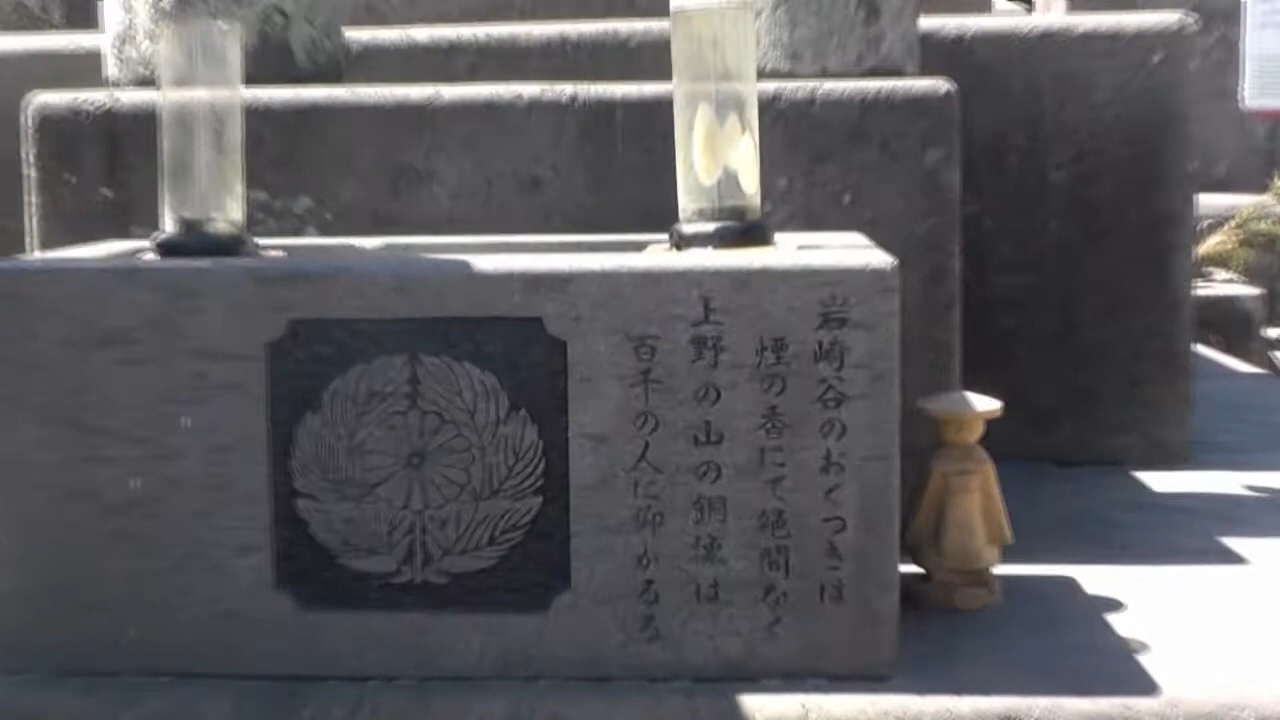 岩崎谷のおくつきは
煙の香にて絶間なく
上野の山の銅像は
百千の人に仰がるる